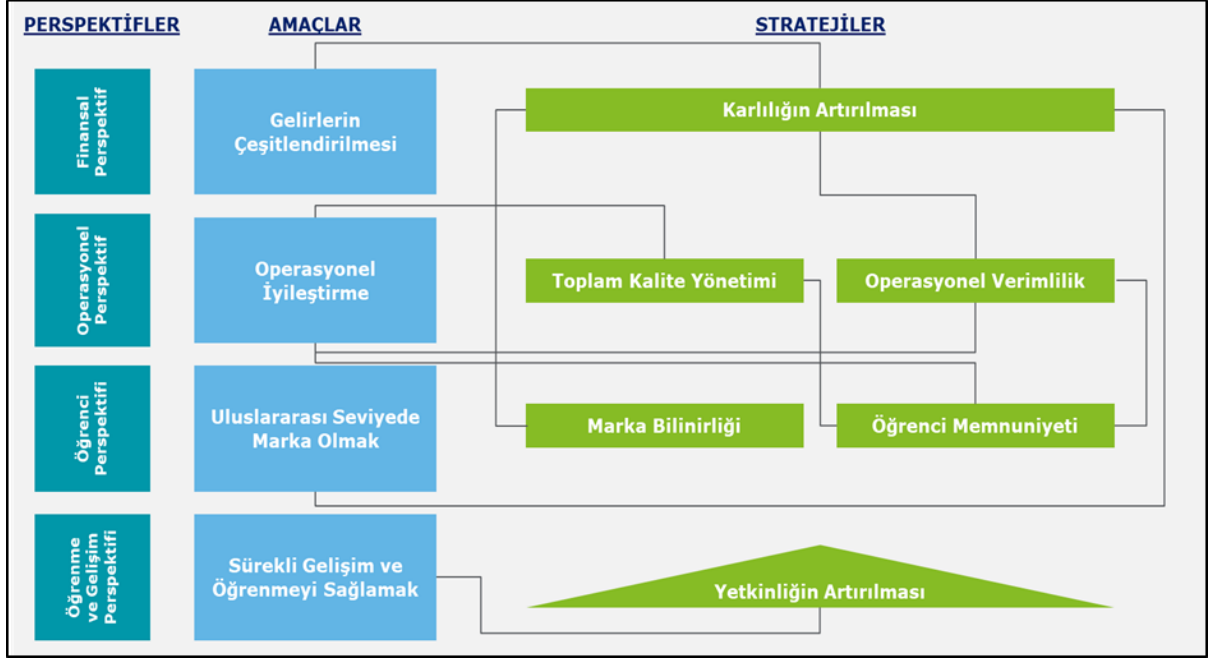 PERSPEKTİFLER
AMAÇLAR
STRATEJİLER
Finansal
Perspektif
Gelirlerin
Çeşitlendirilmesi
Karlılığın Artırılması
Operasyonel
Perspektif
Operasyonel
İyileştirme
Toplam Kalite Yönetimi
Operasyonel Verimlilik
Öğrenci
Perspektifi
Uluslararası Seviyede
Marka Olmak
Marka Bilinirliği
Öğrenci Memnuniyeti
Öğrenme
ve Gelişim
Perspektifi
Sürekli Gelişim ve
Öğrenmeyi Sağlamak
Yetkinliğin Artırılması